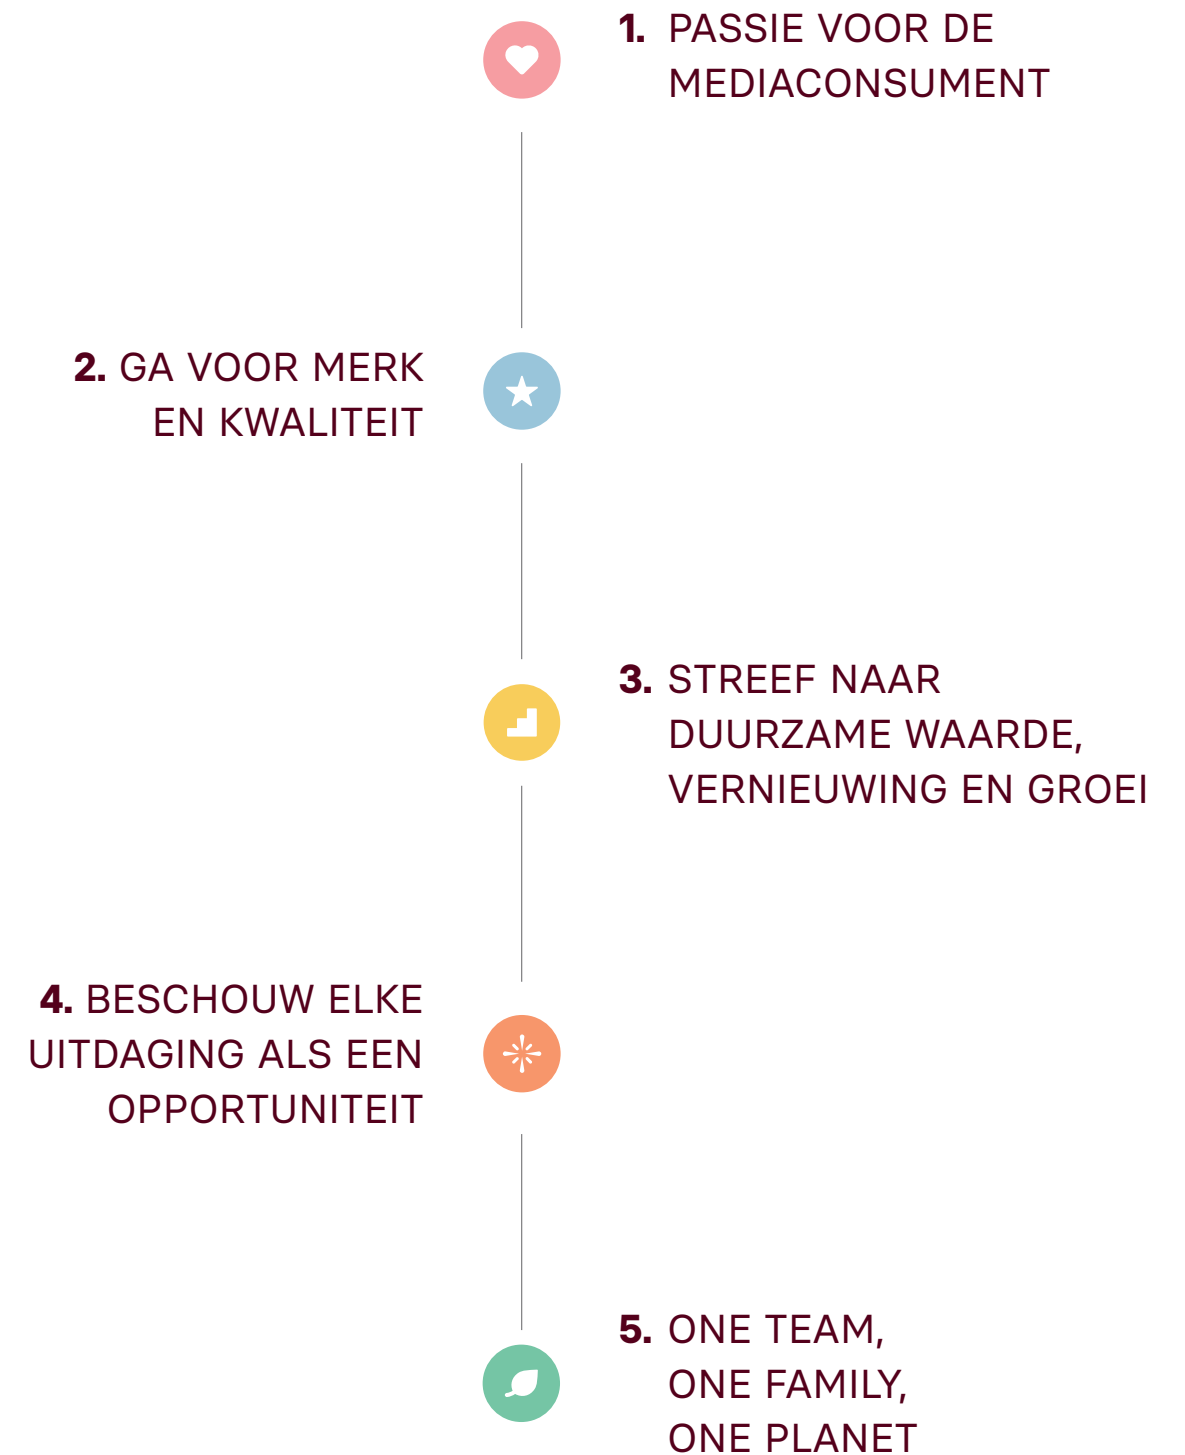 1. PASSIE VOOR DE
MEDIACONSUMENT
2. GA VOOR MERK
EN KWALITEIT
3. STREEF NAAR
DUURZAME WAARDE,
VERNIEUWING EN GROEI
4. BESCHOUW ELKE
UITDAGING ALS EEN
OPPORTUNITEIT
5. ONE TEAM,
ONE FAMILY,
ONE PLANET